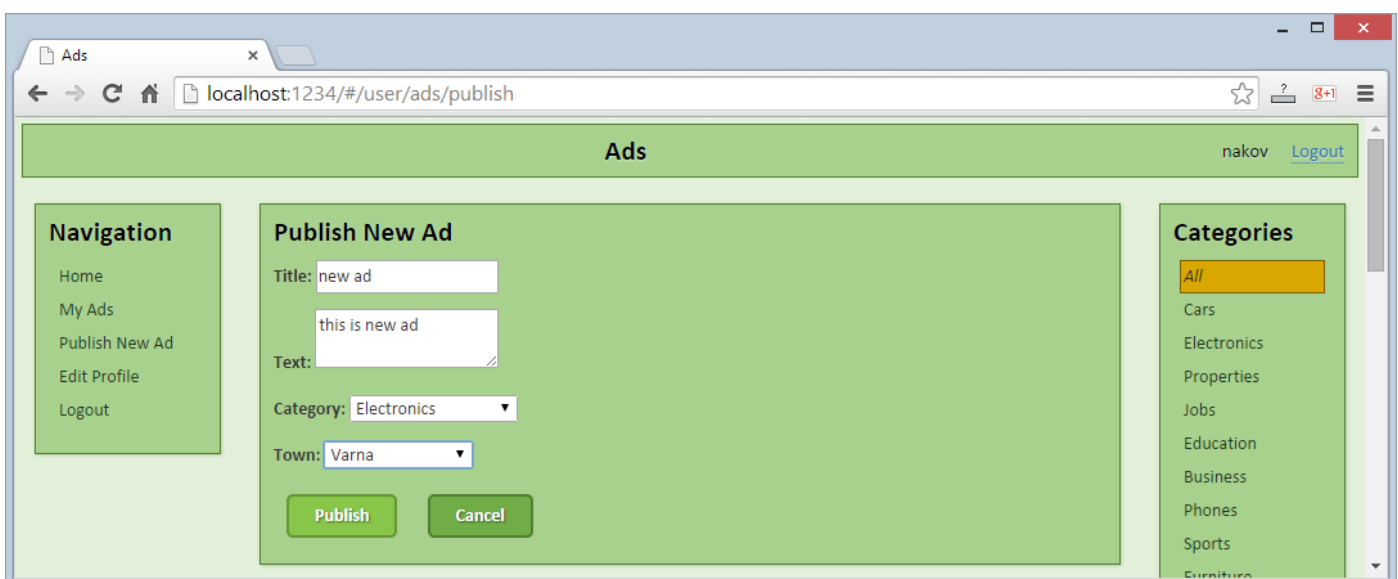 Ads
localhost:1234/#/user/ads/publish
?
g+1
Ads
nakov Logout
Navigation
Home
My Ads
Publish New Ad
Edit Profile
Logout
Publish New Ad
Title: new ad
Text: this is new ad
Category: Electronics
Town: Varna
Publish Cancel
Categories
All
Cars
Electronics
Properties
Jobs
Education
Business
Phones
Sports
Furniture